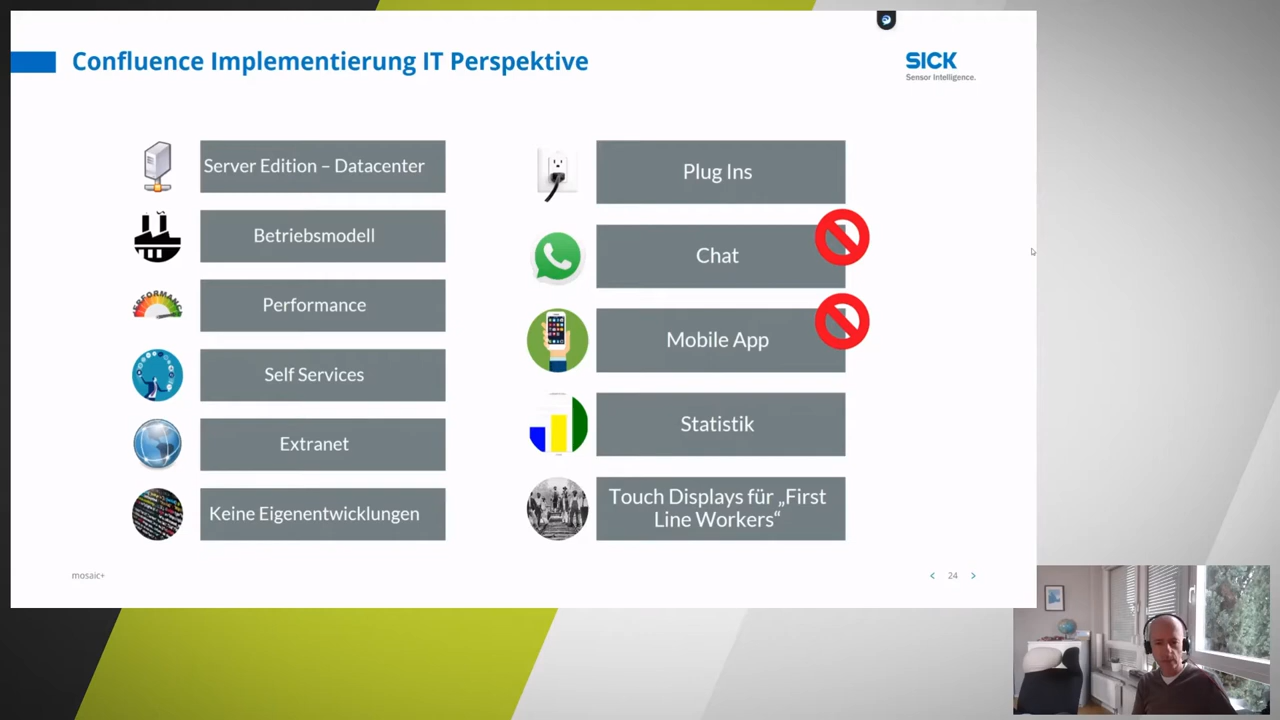 Confluence Implementierung IT Perspektive
SICK
Sensor Intelligence.
Server Edition – Datacenter
Betriebsmodell
PERFORMANCE
Performance
Self Services
Extranet
Keine Eigenentwicklungen
Plug Ins
Chat
Mobile App
Statistik
Touch Displays für „First
Line Workers“
mosaic+
< 24 >